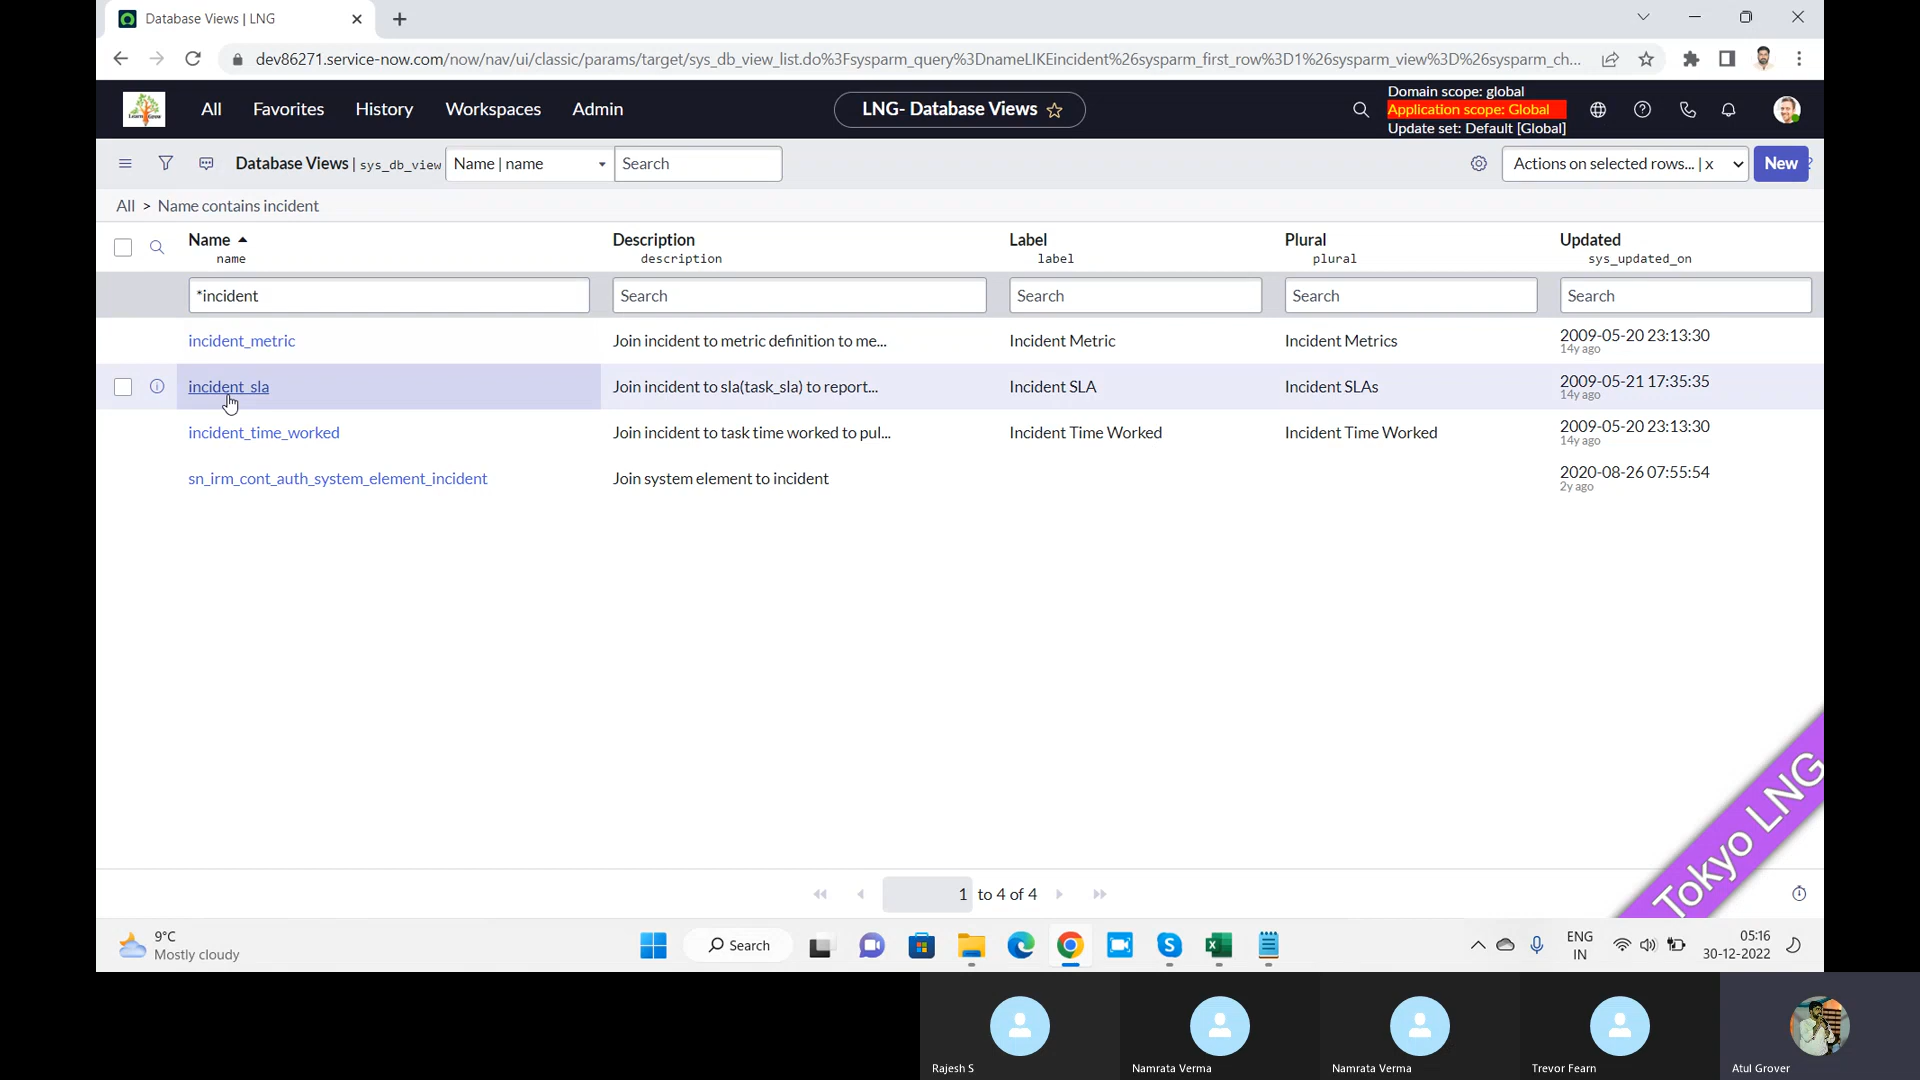 Database Views | LNG
dev86271.service-now.com/now/nav/ui/classic/params/target/sys_db_view_list.do%3Fsysparm_query%3DnameLIKEincident%26sysparm_first_row%3D1%26sysparm_view%3D%26sysparm_ch...
All Favorites History Workspaces Admin
LNG- Database Views
Domain scope: global
Application scope: Global
Update set: Default [Global]
Database Views | sys_db_view
Name | name
Search
Actions on selected rows... | x
New
All > Name contains incident
Name Description Label Plural Updated
name description label plural sys_updated_on
*incident Search Search Search Search
incident_metric Join incident to metric definition to me... Incident Metric Incident Metrics 2009-05-20 23:13:30
14y ago
incident_sla Join incident to sla(task_sla) to report... Incident SLA Incident SLAs 2009-05-21 17:35:35
14y ago
incident_time_worked Join incident to task time worked to pul... Incident Time Worked Incident Time Worked 2009-05-20 23:13:30
14y ago
sn_irm_cont_auth_system_element_incident Join system element to incident 2020-08-26 07:55:54
2y ago
Tokyo LNG
1 to 4 of 4
9°C
Mostly cloudy
Search
ENG
IN
05:16
30-12-2022
Rajesh S Namrata Verma Namrata Verma Trevor Fearn Atul Grover